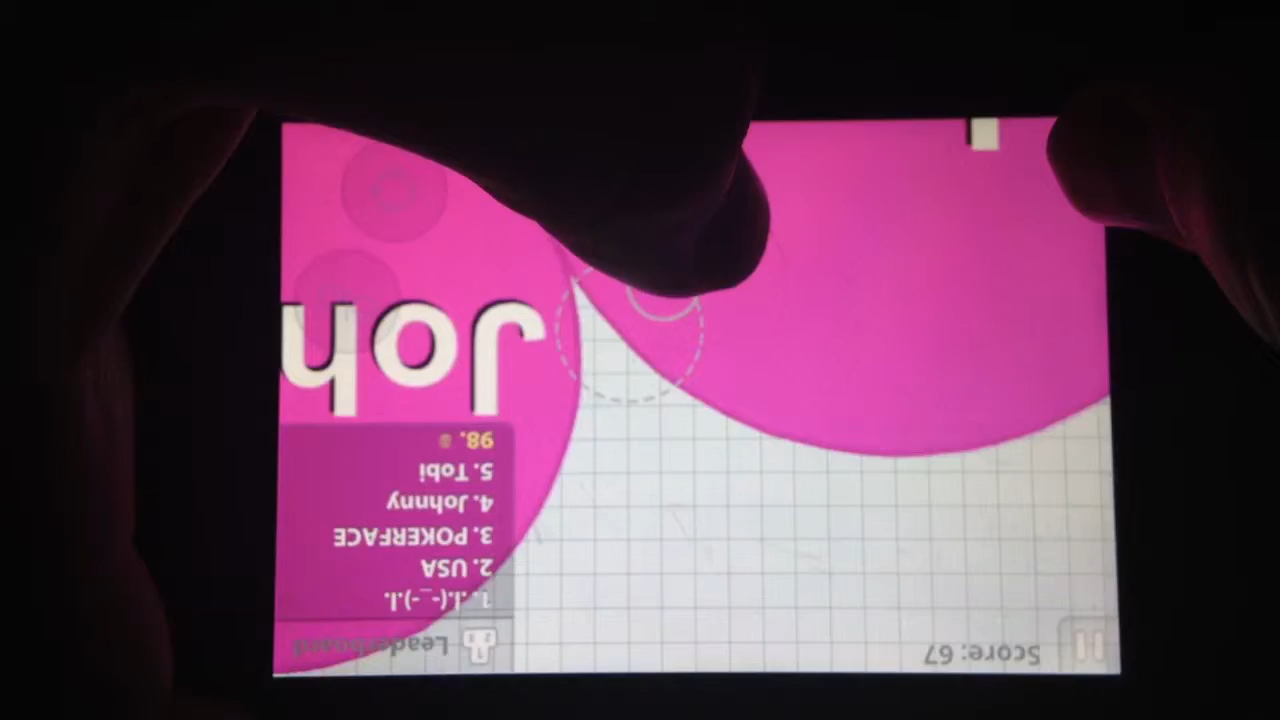 Score: 67
Leaderboard
1. .I.(-_-).I.
2. USA
3. POKERFACE
4. Johnny
5. Tobi
98.
Joh